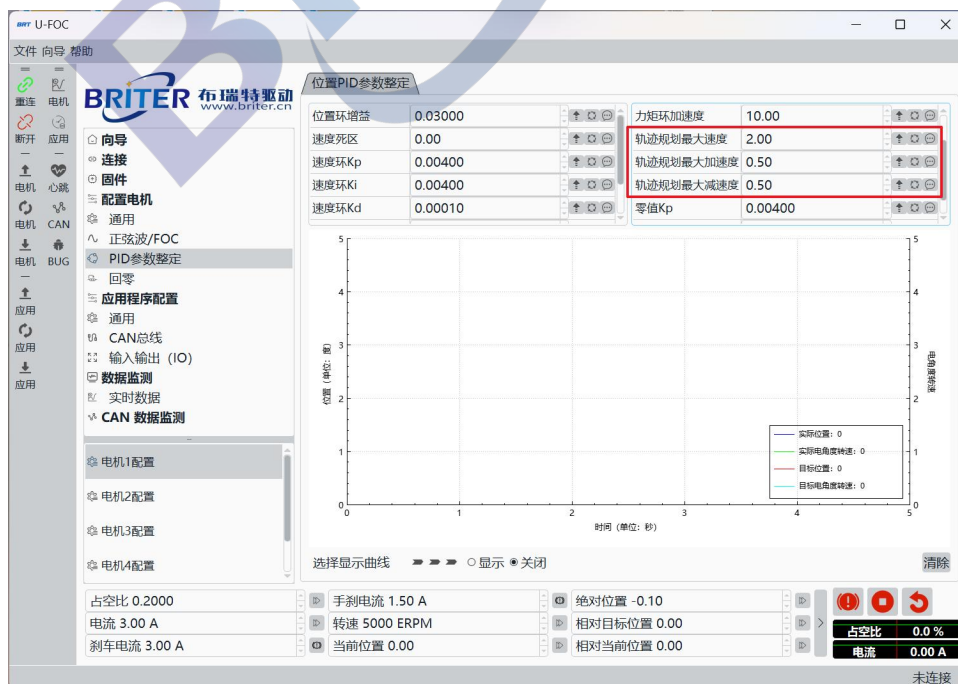 BRT U-FOC
文件 向导 帮助
重连 电机
断开 应用
电机 心跳
电机 CAN
电机 BUG
应用
应用
应用
BRITER 布瑞特驱动
www.briter.cn
向导
连接
固件
配置电机
通用
正弦波/FOC
PID参数整定
回零
应用程序配置
通用
CAN总线
输入输出（IO）
数据监测
实时数据
CAN 数据监测
电机1配置
电机2配置
电机3配置
电机4配置
位置PID参数整定
位置环增益 0.03000
速度死区 0.00
速度环Kp 0.00400
速度环Ki 0.00400
速度环Kd 0.00010
力矩环加速度 10.00
轨迹规划最大速度 2.00
轨迹规划最大加速度 0.50
轨迹规划最大减速度 0.50
零值Kp 0.00400
5
4
3
2
1
0
位置（单位：度）
0 1 2 3 4 5
时间（单位：秒）
5
4
3
2
1
0
电角度转速
实际位置：0
实际电角度转速：0
目标位置：0
目标电角度转速：0
选择显示曲线 显示 关闭 清除
占空比 0.2000 手刹电流 1.50 A 绝对位置 -0.10
电流 3.00 A 转速 5000 ERPM 相对目标位置 0.00
刹车电流 3.00 A 当前位置 0.00 相对当前位置 0.00
占空比 0.0 %
电流 0.00 A
未连接